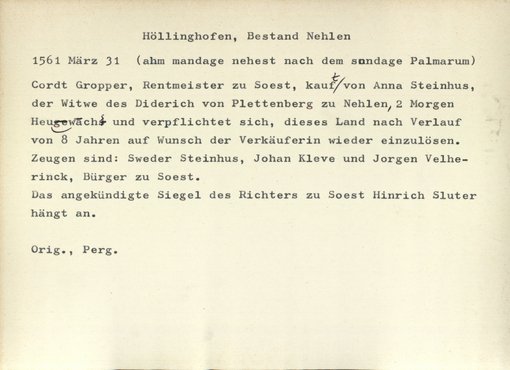 Höllinghofen, Bestand Nehlen
1561 März 31 (ahm mandage nehest nach dem sondage Palmarum)
Cordt Gropper, Rentmeister zu Soest, kauft von Anna Steinhus,
der Witwe des Diderich von Plettenberg zu Nehlen, 2 Morgen
Heugewächs und verpflichtet sich, dieses Land nach Verlauf
von 8 Jahren auf Wunsch der Verkäuferin wieder einzulösen.
Zeugen sind: Sweder Steinhus, Johan Kleve und Jorgen Velhe-
rinck, Bürger zu Soest.
Das angekündigte Siegel des Richters zu Soest Hinrich Sluter
hängt an.
Orig., Perg.